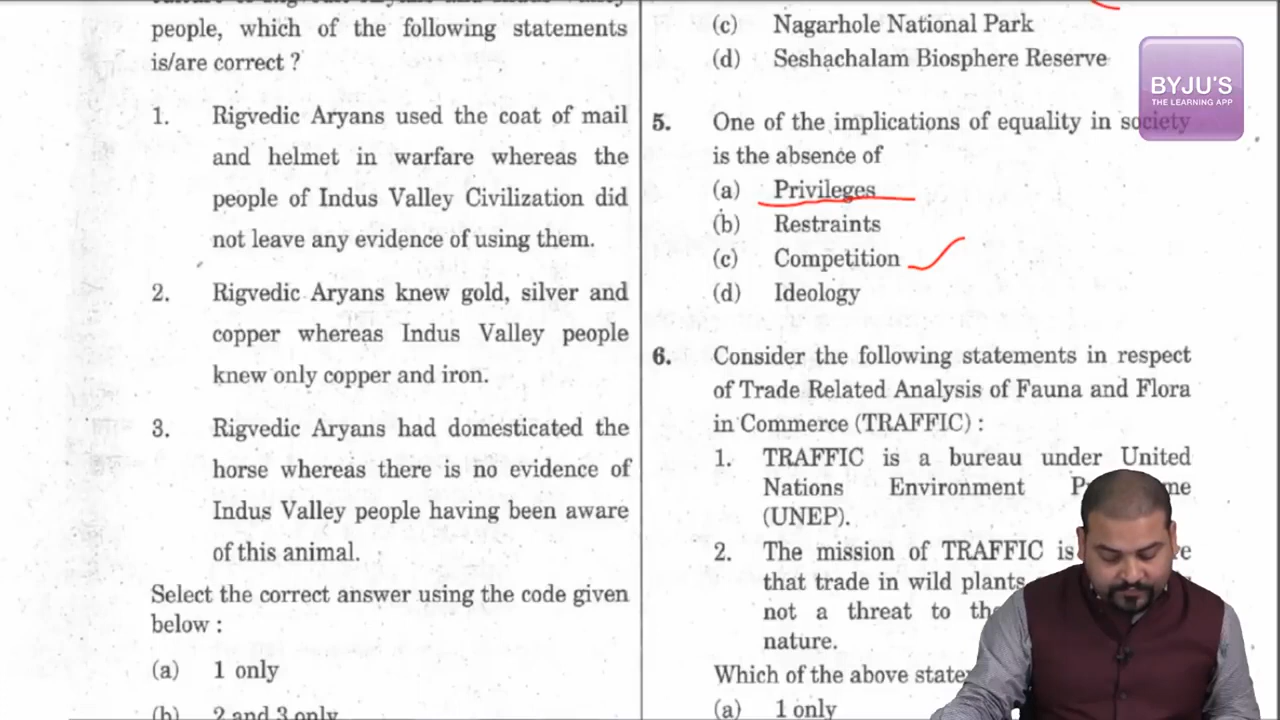 people, which of the following statements
is/are correct ?
1. Rigvedic Aryans used the coat of mail
and helmet in warfare whereas the
people of Indus Valley Civilization did
not leave any evidence of using them.
2. Rigvedic Aryans knew gold, silver and
copper whereas Indus Valley people
knew only copper and iron.
3. Rigvedic Aryans had domesticated the
horse whereas there is no evidence of
Indus Valley people having been aware
of this animal.
Select the correct answer using the code given
below :
(a) 1 only
(b) 2 and 3 only
(c) Nagarhole National Park
(d) Seshachalam Biosphere Reserve
5. One of the implications of equality in society
is the absence of
(a) Privileges
(b) Restraints
(c) Competition
(d) Ideology
6. Consider the following statements in respect
of Trade Related Analysis of Fauna and Flora
in Commerce (TRAFFIC) :
1. TRAFFIC is a bureau under United
Nations Environment
(UNEP).
2. The mission of TRAFFIC is
that trade in wild plants
not a threat to
nature.
Which of the above
(a) 1 only
BYJU'S
THE LEARNING APP